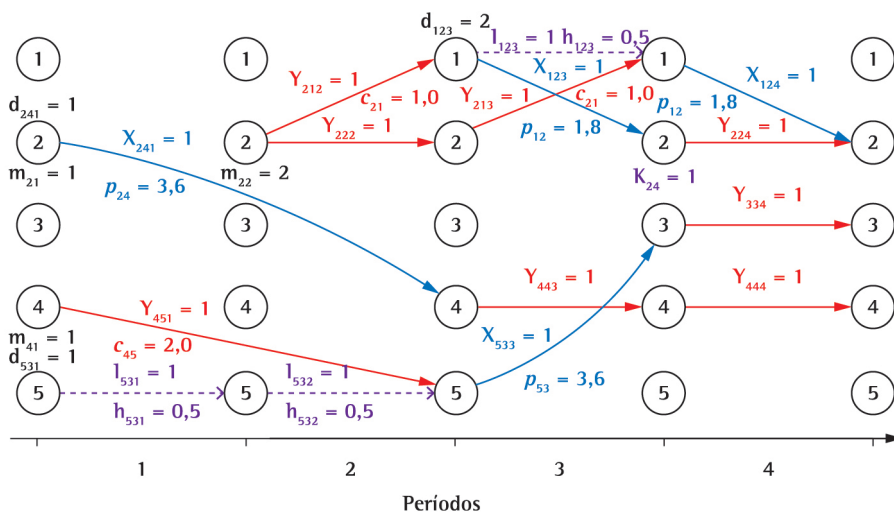 d123 = 2
I123 = 1 h123 = 0,5
1 1 1 1 1
Y212 = 1
X123 = 1
X124 = 1
c21 = 1,0
Y213 = 1
c21 = 1,0
p12 = 1,8
d241 = 1
X241 = 1
Y222 = 1
p12 = 1,8
Y224 = 1
2 2 2 2 2
m21 = 1
m22 = 2
K24 = 1
p24 = 3,6
Y334 = 1
3 3 3 3 3
Y451 = 1
Y443 = 1
Y444 = 1
4 4 4 4 4
m41 = 1
d531 = 1
c45 = 2,0
X533 = 1
I531 = 1
I532 = 1
p53 = 3,6
5 5 5 5 5
h531 = 0,5
h532 = 0,5
1 2 3 4
Períodos